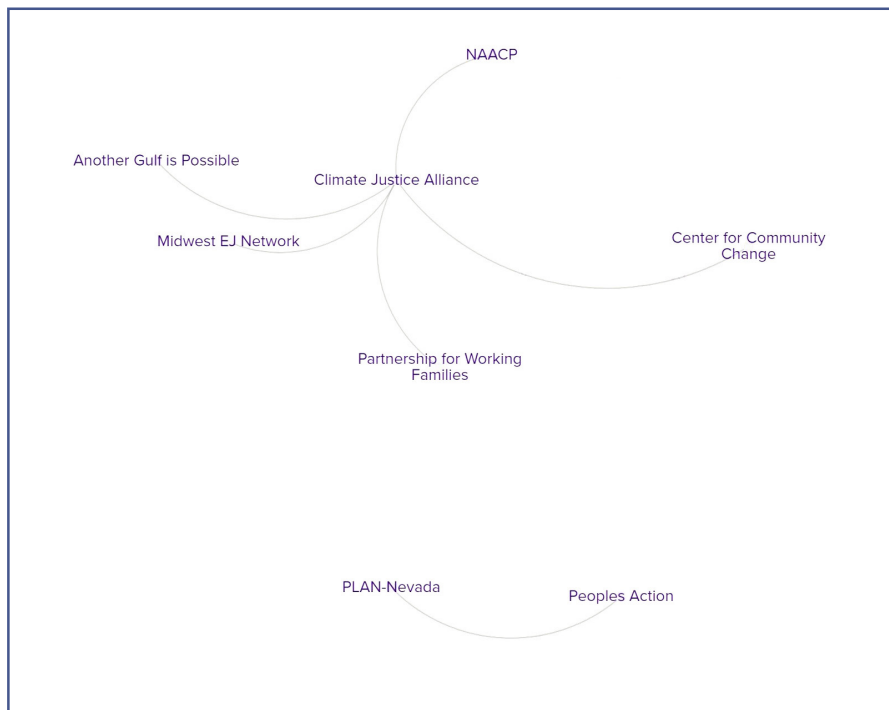 NAACP
Another Gulf is Possible
Climate Justice Alliance
Midwest EJ Network
Center for Community
Change
Partnership for Working
Families
PLAN-Nevada
Peoples Action